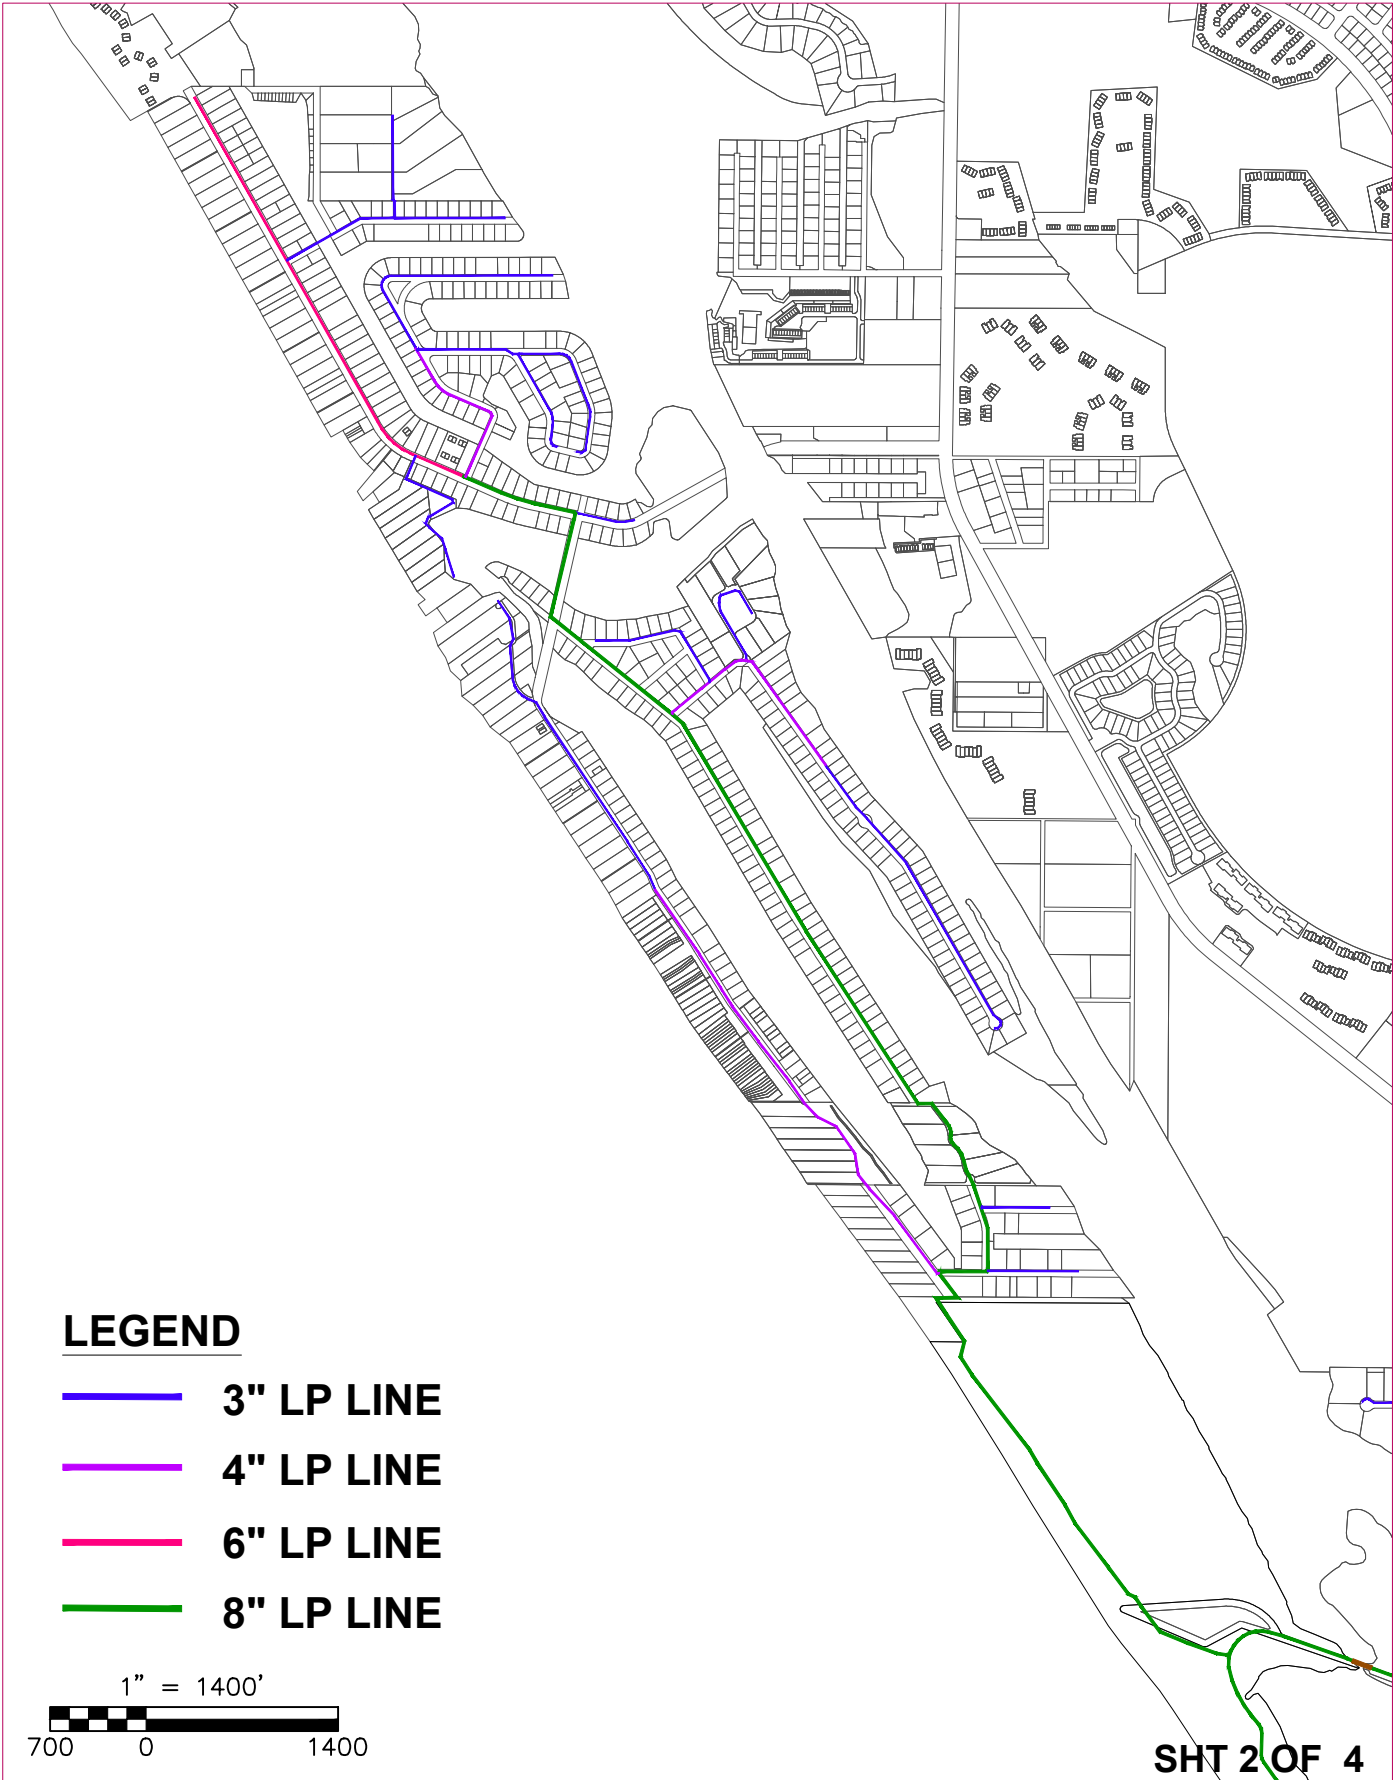 LEGEND
3" LP LINE
4" LP LINE
6" LP LINE
8" LP LINE
1" = 1400'
700 0 1400
SHT 2 OF 4